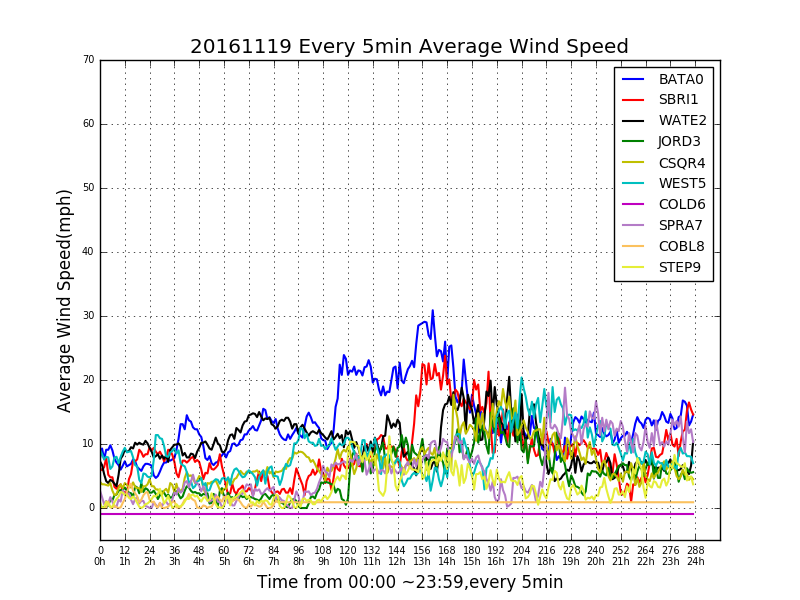 20161119 Every 5min Average Wind Speed
70
60
50
40
30
20
10
0
Average Wind Speed(mph)
BATA0
SBRI1
WATE2
JORD3
CSQR4
WEST5
COLD6
SPRA7
COBL8
STEP9
0 12 24 36 48 60 72 84 96 108 120 132 144 156 168 180 192 204 216 228 240 252 264 276 288
0h 1h 2h 3h 4h 5h 6h 7h 8h 9h 10h 11h 12h 13h 14h 15h 16h 17h 18h 19h 20h 21h 22h 23h 24h
Time from 00:00 ~23:59,every 5min